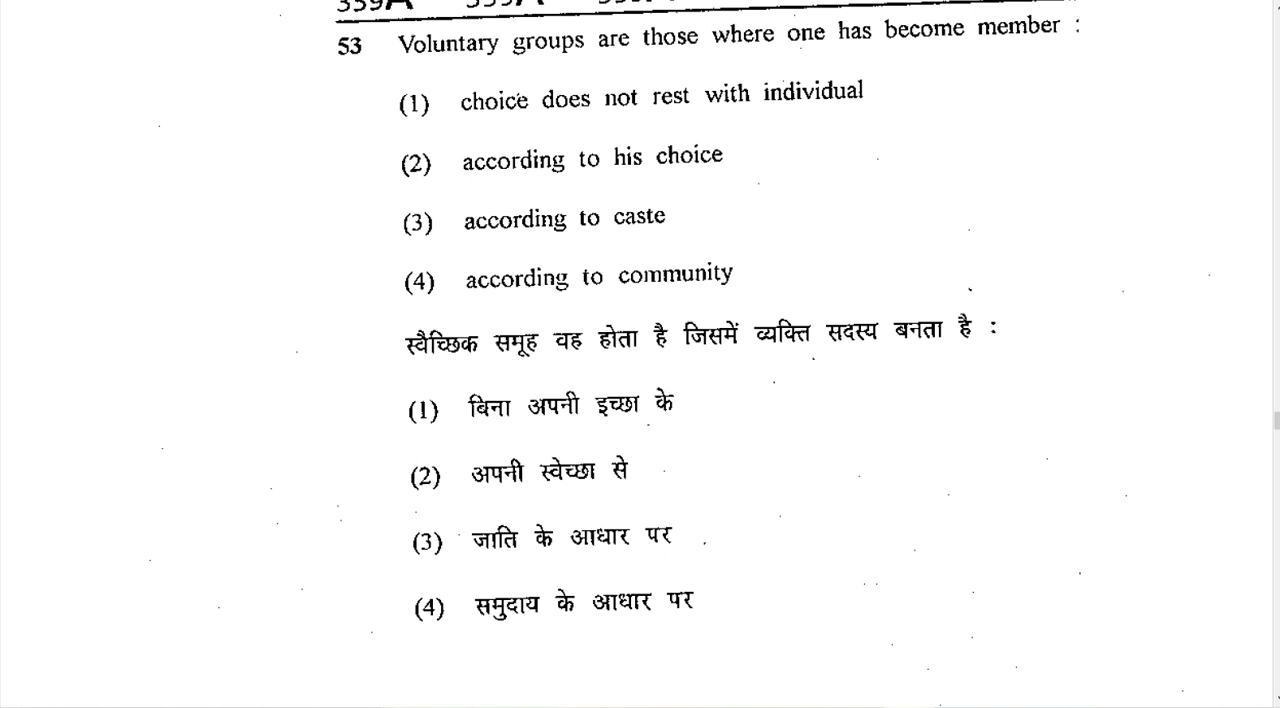 53 Voluntary groups are those where one has become member :
(1) choice does not rest with individual
(2) according to his choice
(3) according to caste
(4) according to community
स्वैच्छिक समूह वह होता है जिसमें व्यक्ति सदस्य बनता है :
(1) बिना अपनी इच्छा के
(2) अपनी स्वेच्छा से
(3) जाति के आधार पर
(4) समुदाय के आधार पर